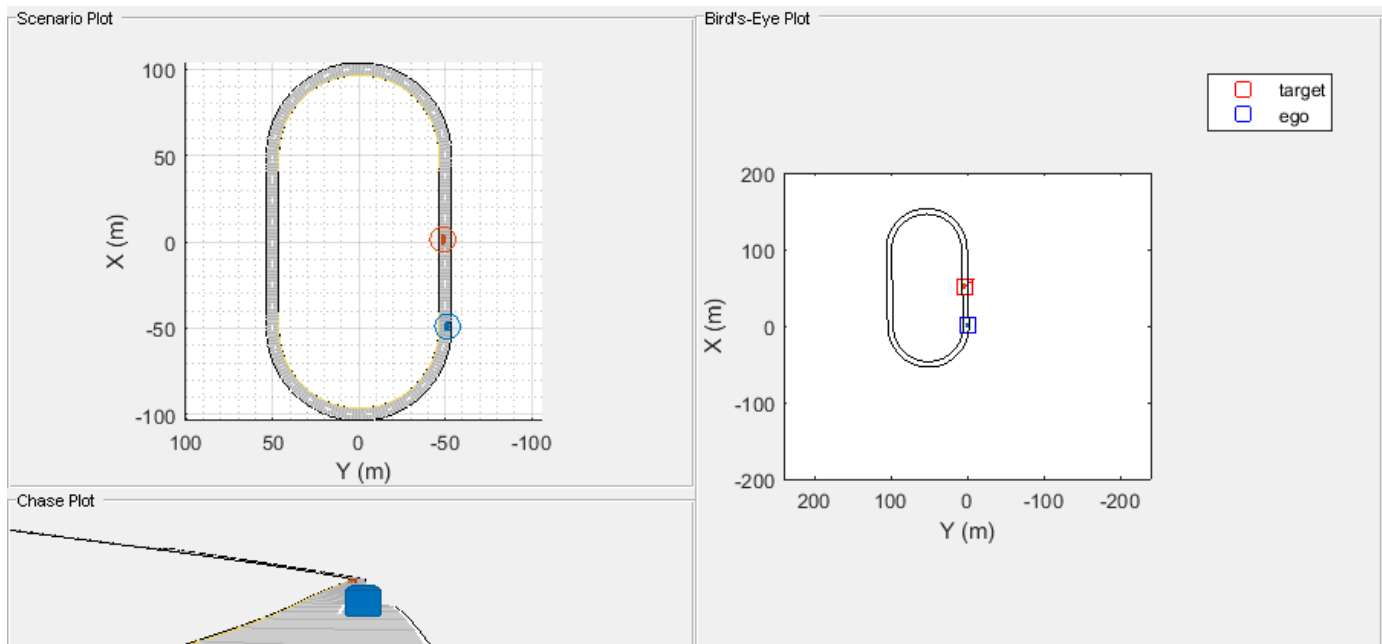 Scenario Plot
100
50
0
-50
-100
X (m)
100 50 0 -50 -100
Y (m)
Chase Plot
Bird's-Eye Plot
target
ego
200
100
0
-100
-200
X (m)
200 100 0 -100 -200
Y (m)